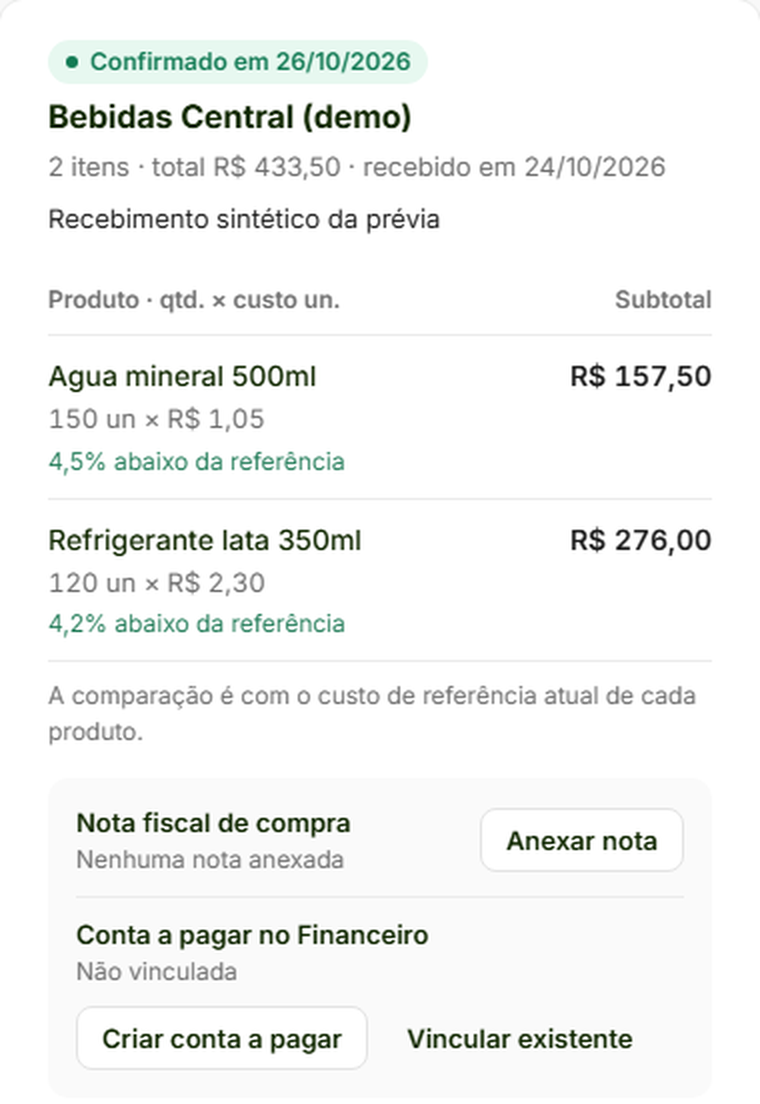 Confirmado em 26/10/2026
Bebidas Central (demo)
2 itens · total R$ 433,50 · recebido em 24/10/2026
Recebimento sintético da prévia
Produto · qtd. × custo un. Subtotal
Agua mineral 500ml R$ 157,50
150 un × R$ 1,05
4,5% abaixo da referência
Refrigerante lata 350ml R$ 276,00
120 un × R$ 2,30
4,2% abaixo da referência
A comparação é com o custo de referência atual de cada
produto.
Nota fiscal de compra
Nenhuma nota anexada
Anexar nota
Conta a pagar no Financeiro
Não vinculada
Criar conta a pagar Vincular existente